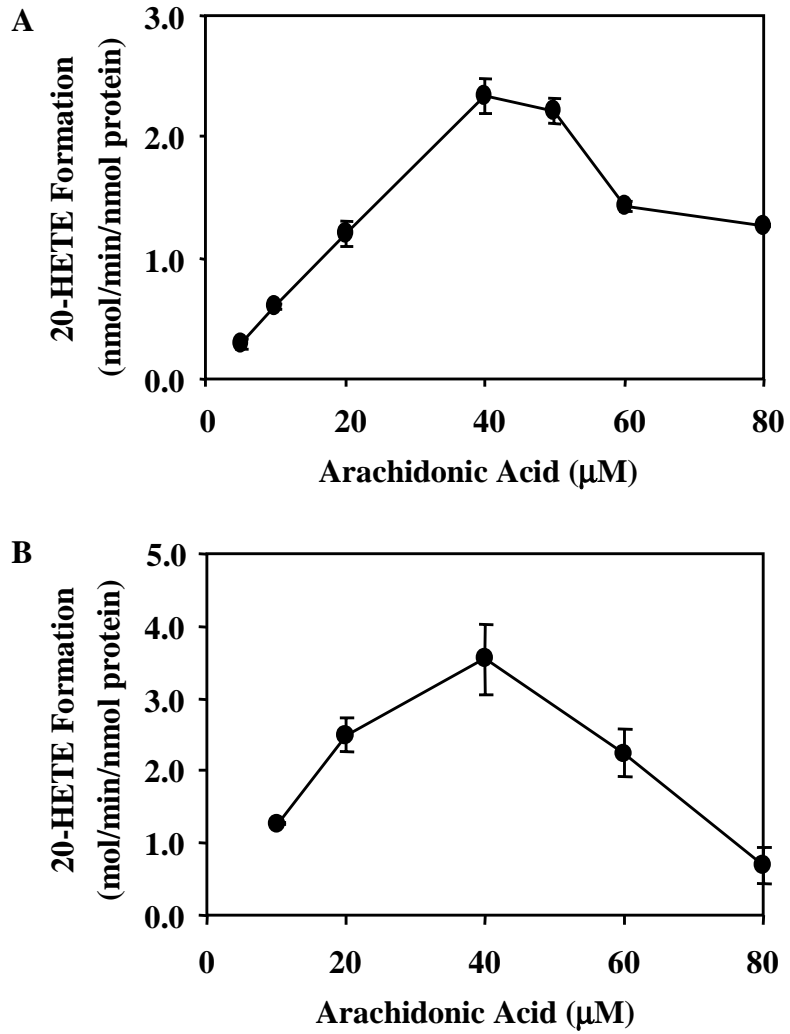 A
3.0
2.0
1.0
0.0
20-HETE Formation
(nmol/min/nmol protein)
0 20 40 60 80
Arachidonic Acid (μM)
B
5.0
4.0
3.0
2.0
1.0
0.0
20-HETE Formation
(mol/min/nmol protein)
0 20 40 60 80
Arachidonic Acid (μM)